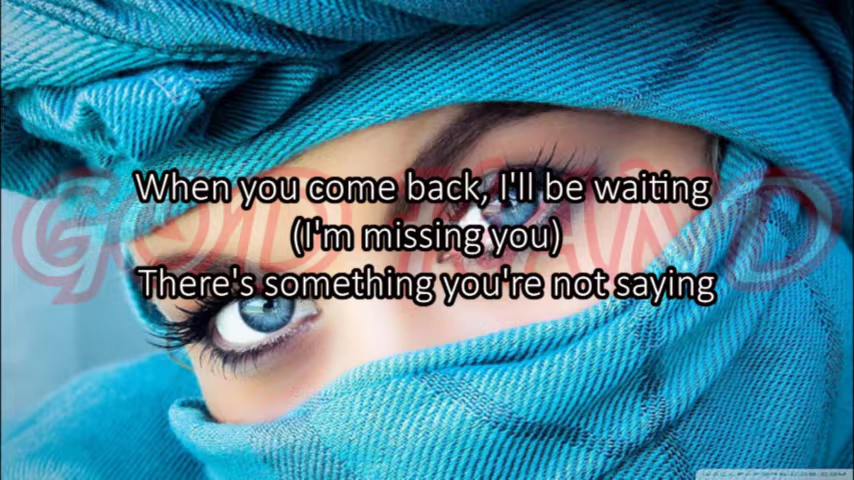 When you come back, I'll be waiting
(I'm missing you)
There's something you're not saying